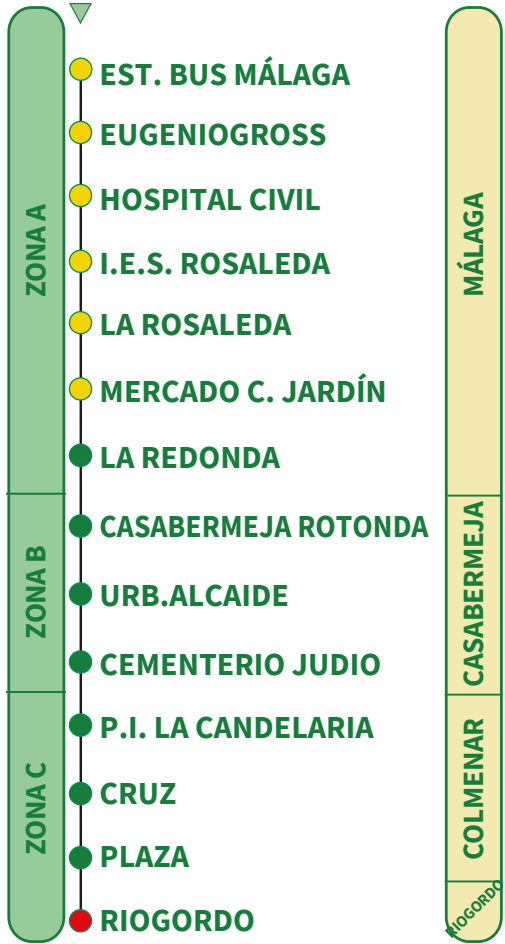 EST. BUS MÁLAGA
EUGENIOGROSS
HOSPITAL CIVIL
I.E.S. ROSALEDA
LA ROSALEDA
MERCADO C. JARDÍN
LA REDONDA
CASABERMEJA ROTONDA
URB.ALCAIDE
CEMENTERIO JUDIO
P.I. LA CANDELARIA
CRUZ
PLAZA
RIOGORDO
ZONA A
ZONA B
ZONA C
MÁLAGA
CASABERMEJA
COLMENAR
RIOGORDO